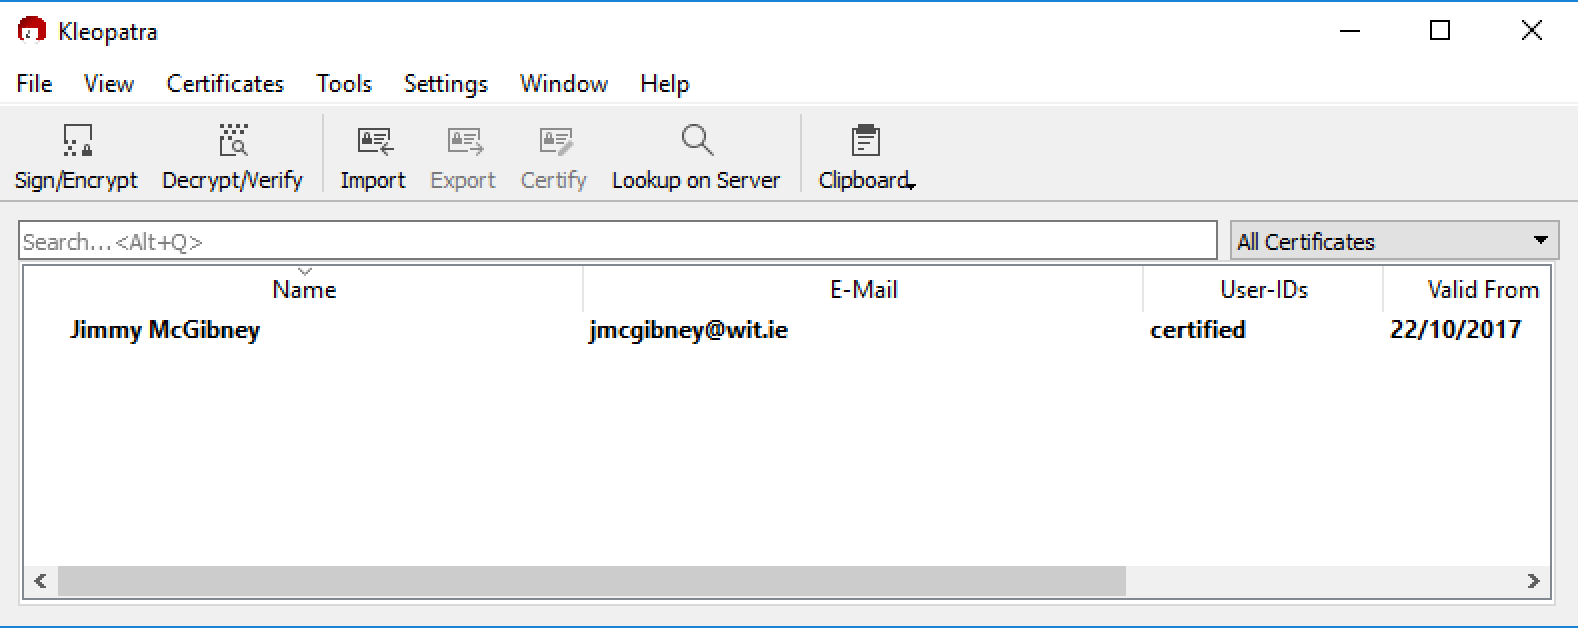 Kleopatra
File View Certificates Tools Settings Window Help
Sign/Encrypt Decrypt/Verify Import Export Certify Lookup on Server Clipboard
Search...<Alt+Q> All Certificates
Name E-Mail User-IDs Valid From
Jimmy McGibney jmcgibney@wit.ie certified 22/10/2017